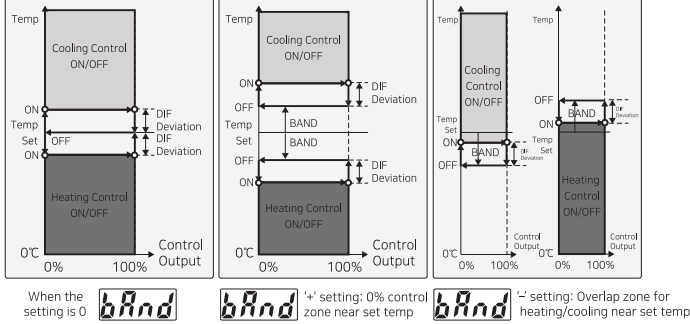 Temp
Cooling Control
ON/OFF
ON
DIF
Deviation
Temp
Set
OFF
DIF
Deviation
ON
Heating Control
ON/OFF
0℃
0%
100%
Control
Output
Temp
Cooling Control
ON/OFF
ON
DIF
Deviation
OFF
BAND
Temp
Set
BAND
OFF
DIF
Deviation
ON
Heating Control
ON/OFF
0℃
0%
100%
Control
Output
Temp
Cooling
Control
ON/OFF
Temp
Set
ON
BAND
DIF
Deviation
OFF
0℃
0%
100%
Control
Output
Temp
OFF
BAND
DIF
Deviation
ON
Temp
Set
Heating
Control
ON/OFF
0℃
0%
100%
Control
Output
When the
setting is 0
bAnd
bAnd
'+' setting: 0% control
zone near set temp
bAnd
'-' setting: Overlap zone for
heating/cooling near set temp